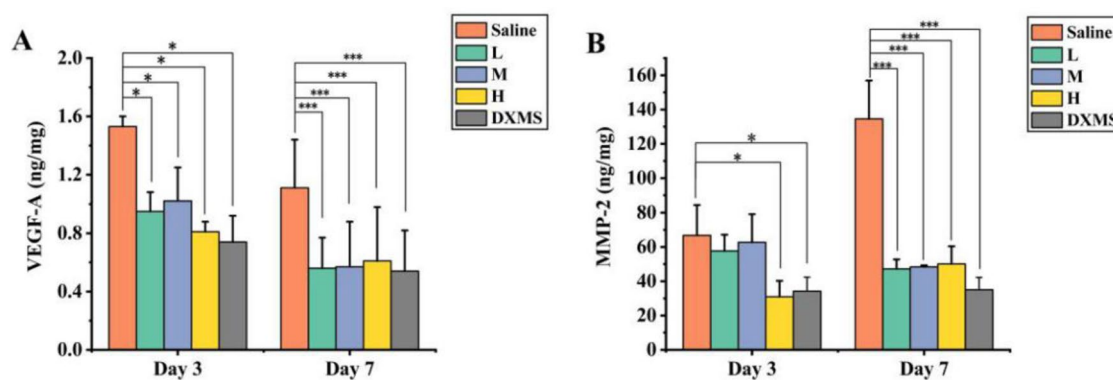 A
Saline
L
M
H
DXMS
VEGF-A (ng/mg)
2.0
1.6
1.2
0.8
0.4
0.0
*
*
*
*
***
***
***
***
Day 3
Day 7
B
Saline
L
M
H
DXMS
MMP-2 (ng/mg)
160
140
120
100
80
60
40
20
0
*
*
***
***
***
***
Day 3
Day 7